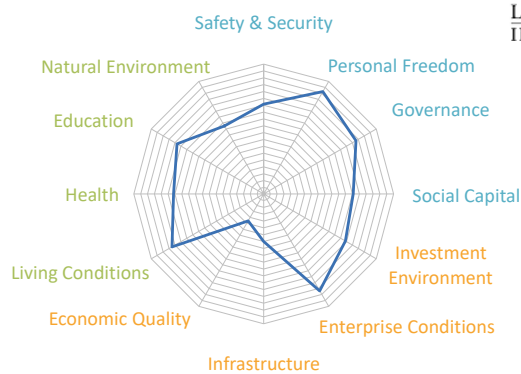 Safety & Security
Natural Environment
Personal Freedom
Education
Governance
Health
Social Capital
Investment
Environment
Living Conditions
Economic Quality
Enterprise Conditions
Infrastructure